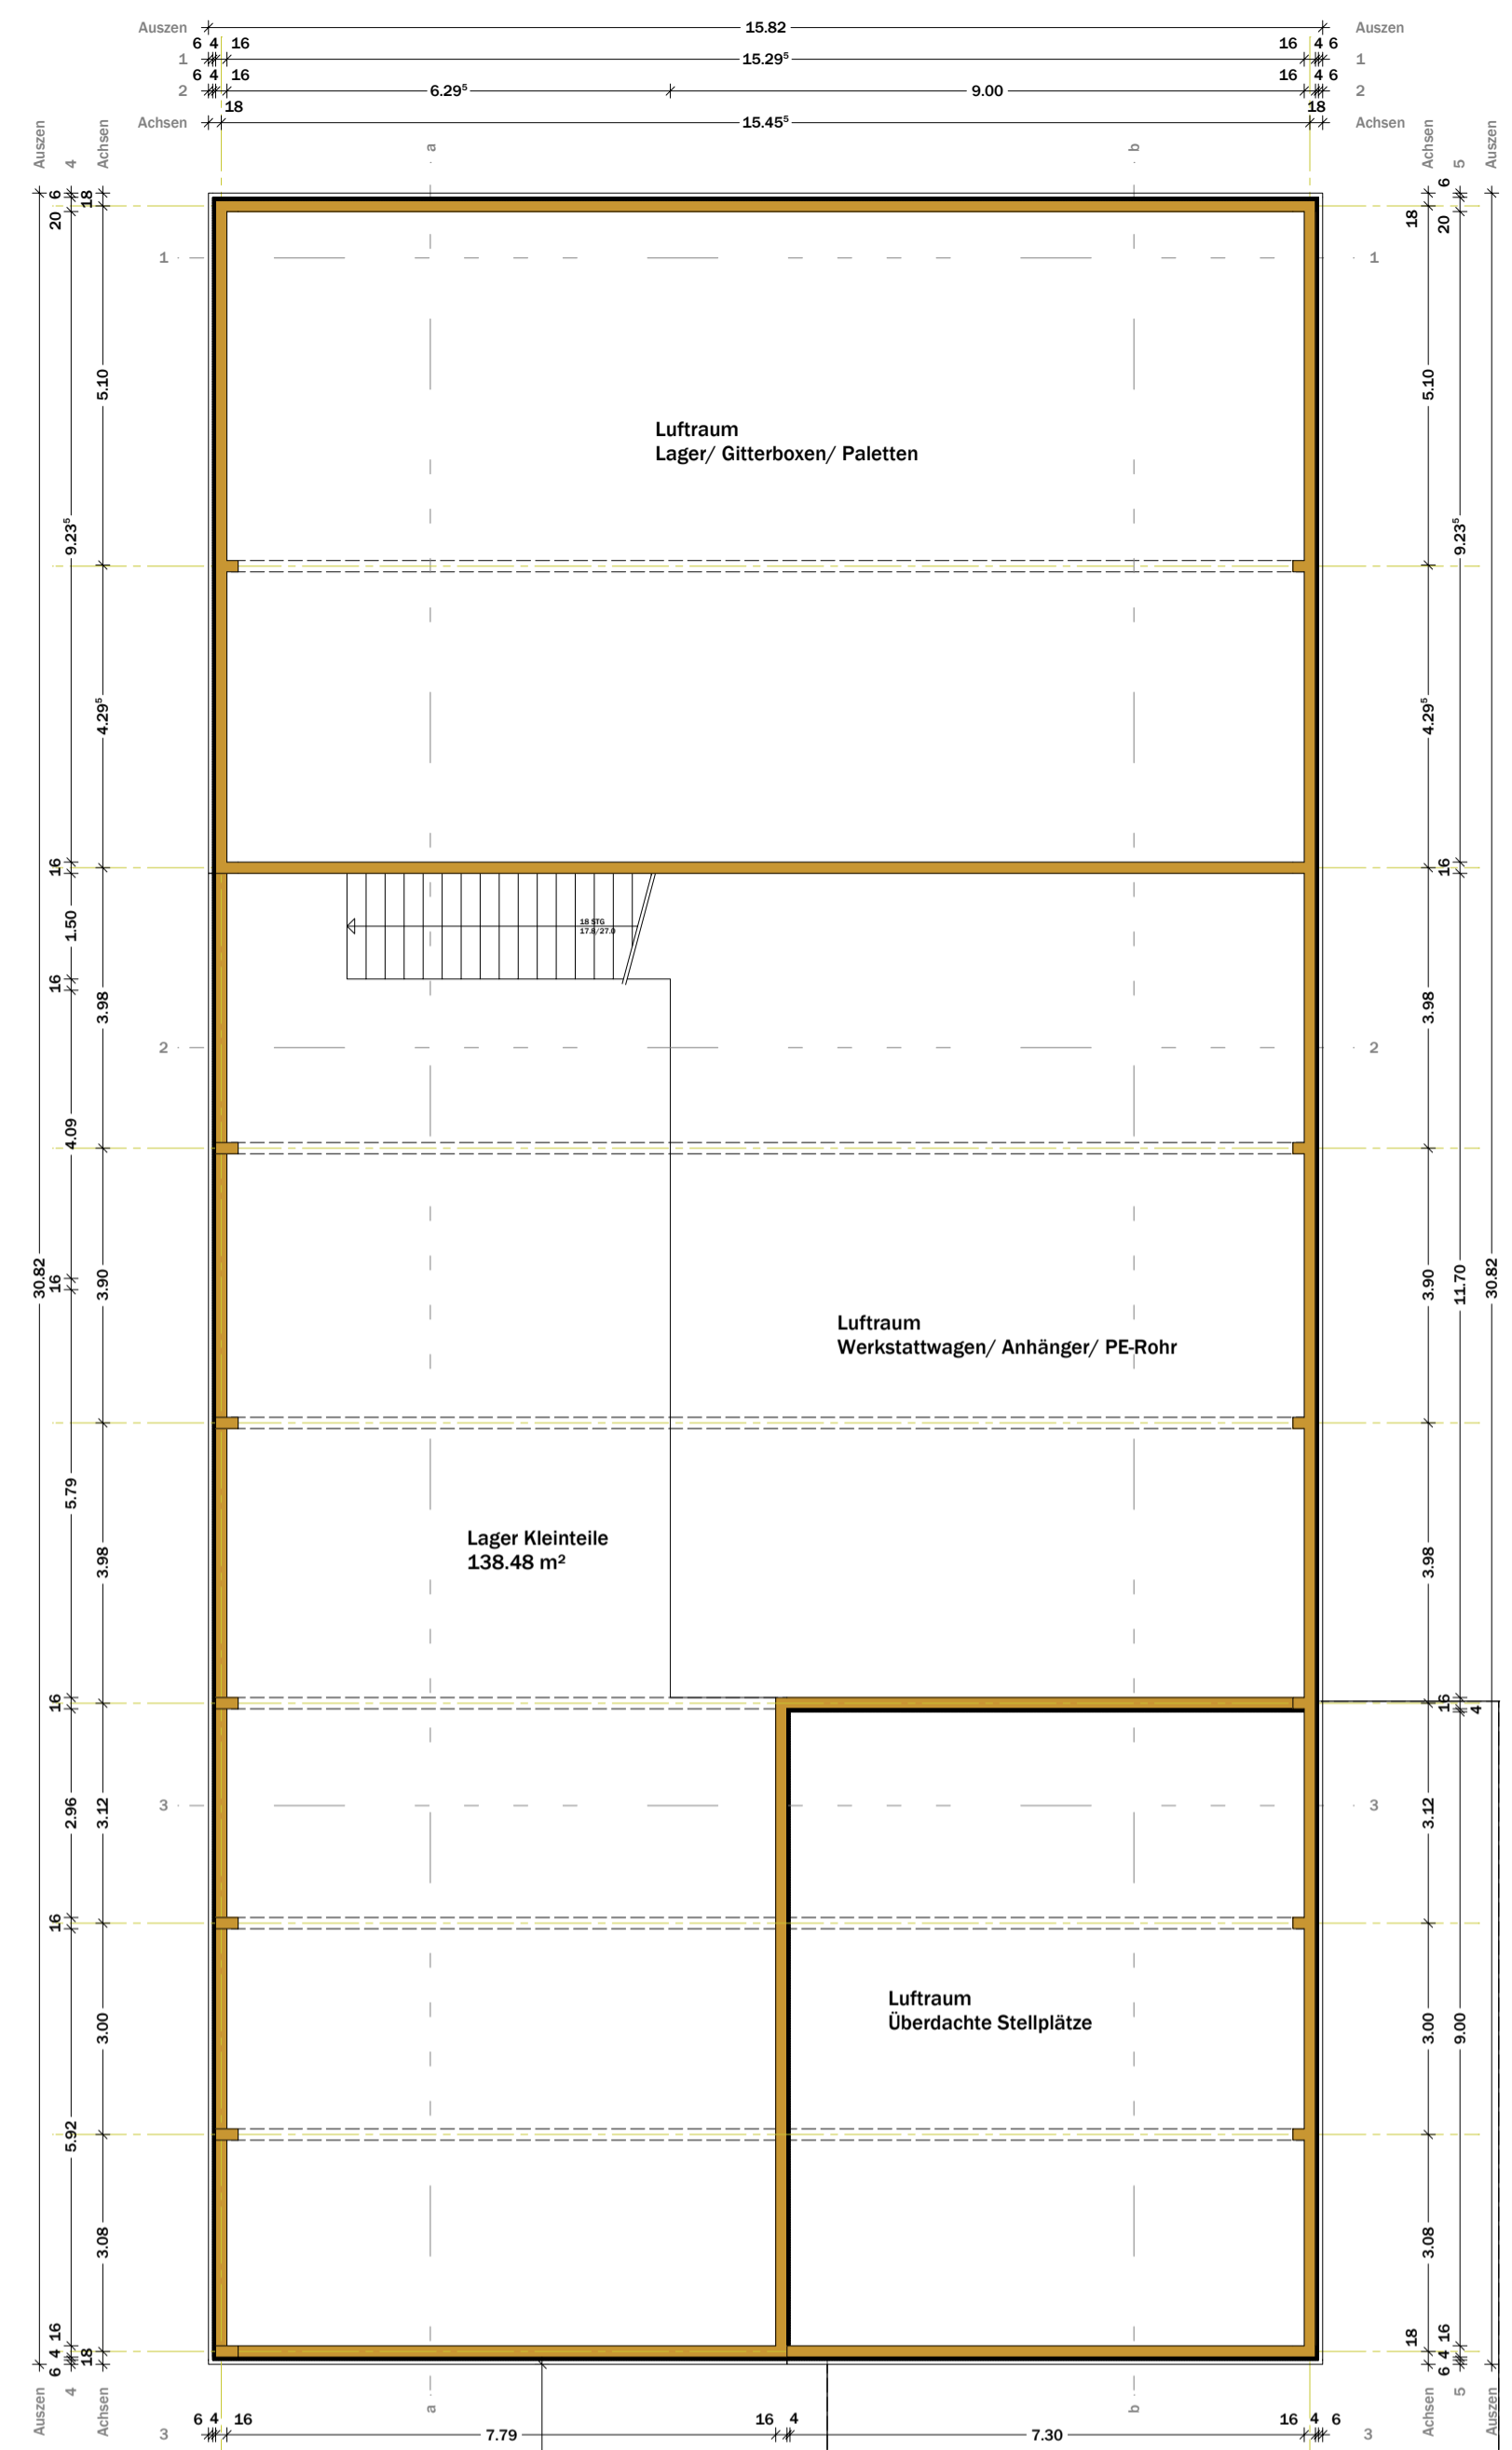 Auszen 15.82 Auszen
6 4 16 16 4 6
1 15.29⁵ 1
6 4 16 16 4 6
2 6.29⁵ 9.00 2
18 18
Achsen 15.45⁵ Achsen
Auszen 4 Achsen a b Achsen 5 Auszen
6 18 6
20 18 20
1 1
5.10 5.10
Luftraum
Lager/ Gitterboxen/ Paletten
9.23⁵ 9.23⁵
4.29⁵ 4.29⁵
16 16
1.50 18 STG
17.8/27.0
16
3.98 3.98
2 2
4.09
30.82 16 3.90 3.90 11.70 30.82
Luftraum
Werkstattwagen/ Anhänger/ PE-Rohr
5.79
Lager Kleinteile
138.48 m²
3.98 3.98
16 16 4
2.96 3.12 3 3 3.12
16
Luftraum
Überdachte Stellplätze
3.00 3.00 9.00
5.92
3.08 3.08
16 18 16
6 4 18 6 4
Auszen 4 Achsen a b Achsen 5 Auszen
6 4 16 16 4 16 4 6
3 7.79 7.30 3